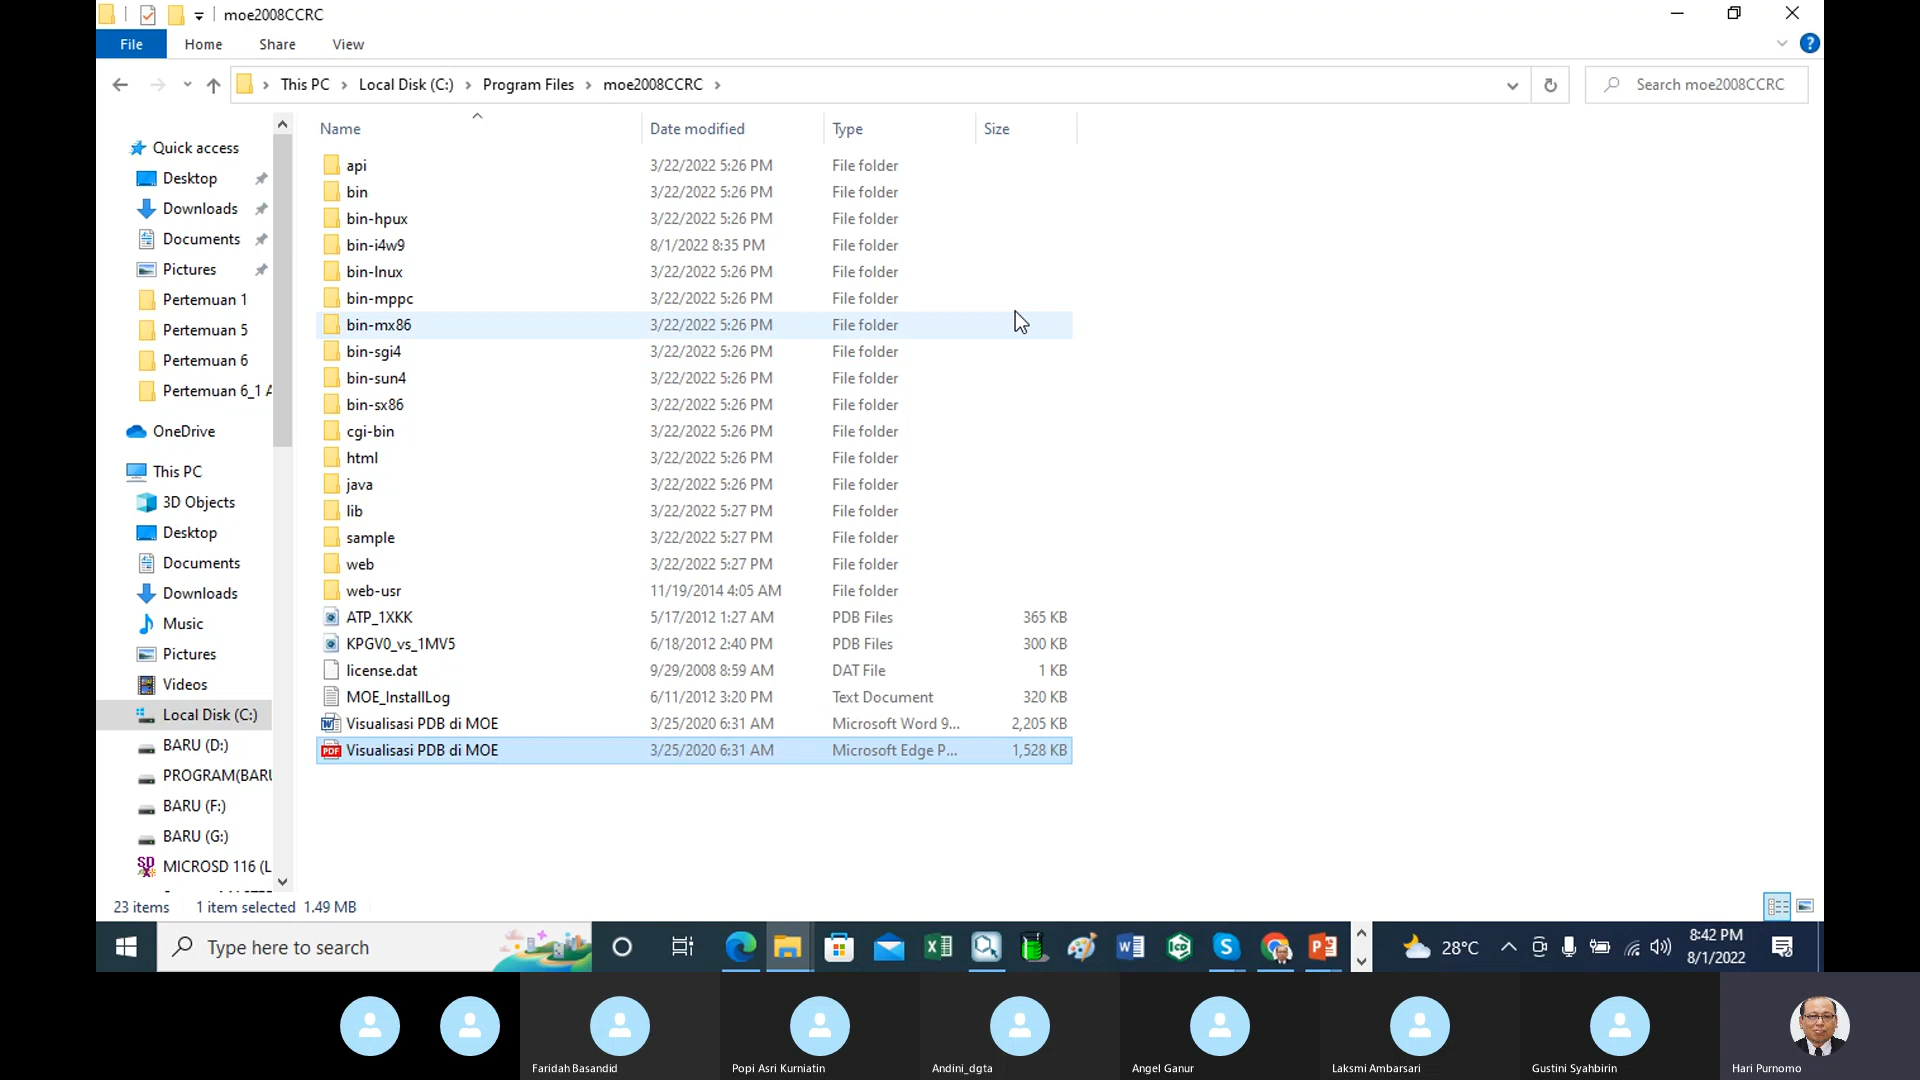 moe2008CCRC
File Home Share View
This PC Local Disk (C:) Program Files moe2008CCRC
Search moe2008CCRC
Quick access
Desktop
Downloads
Documents
Pictures
Pertemuan 1
Pertemuan 5
Pertemuan 6
Pertemuan 6_1 A
OneDrive
This PC
3D Objects
Desktop
Documents
Downloads
Music
Pictures
Videos
Local Disk (C:)
BARU (D:)
PROGRAM(BARU
BARU (F:)
BARU (G:)
MICROSD 116 (L
Name Date modified Type Size
api 3/22/2022 5:26 PM File folder
bin 3/22/2022 5:26 PM File folder
bin-hpux 3/22/2022 5:26 PM File folder
bin-i4w9 8/1/2022 8:35 PM File folder
bin-lnux 3/22/2022 5:26 PM File folder
bin-mppc 3/22/2022 5:26 PM File folder
bin-mx86 3/22/2022 5:26 PM File folder
bin-sgi4 3/22/2022 5:26 PM File folder
bin-sun4 3/22/2022 5:26 PM File folder
bin-sx86 3/22/2022 5:26 PM File folder
cgi-bin 3/22/2022 5:26 PM File folder
html 3/22/2022 5:26 PM File folder
java 3/22/2022 5:26 PM File folder
lib 3/22/2022 5:27 PM File folder
sample 3/22/2022 5:27 PM File folder
web 3/22/2022 5:27 PM File folder
web-usr 11/19/2014 4:05 AM File folder
ATP_1XKK 5/17/2012 1:27 AM PDB Files 365 KB
KPGV0_vs_1MV5 6/18/2012 2:40 PM PDB Files 300 KB
license.dat 9/29/2008 8:59 AM DAT File 1 KB
MOE_InstallLog 6/11/2012 3:20 PM Text Document 320 KB
Visualisasi PDB di MOE 3/25/2020 6:31 AM Microsoft Word 9... 2,205 KB
Visualisasi PDB di MOE 3/25/2020 6:31 AM Microsoft Edge P... 1,528 KB
23 items 1 item selected 1.49 MB
Type here to search
28°C
8:42 PM
8/1/2022
Faridah Basandid Popi Asri Kurniatin Andini_dgta Angel Ganur Laksmi Ambarsari Gustini Syahbirin Hari Purnomo